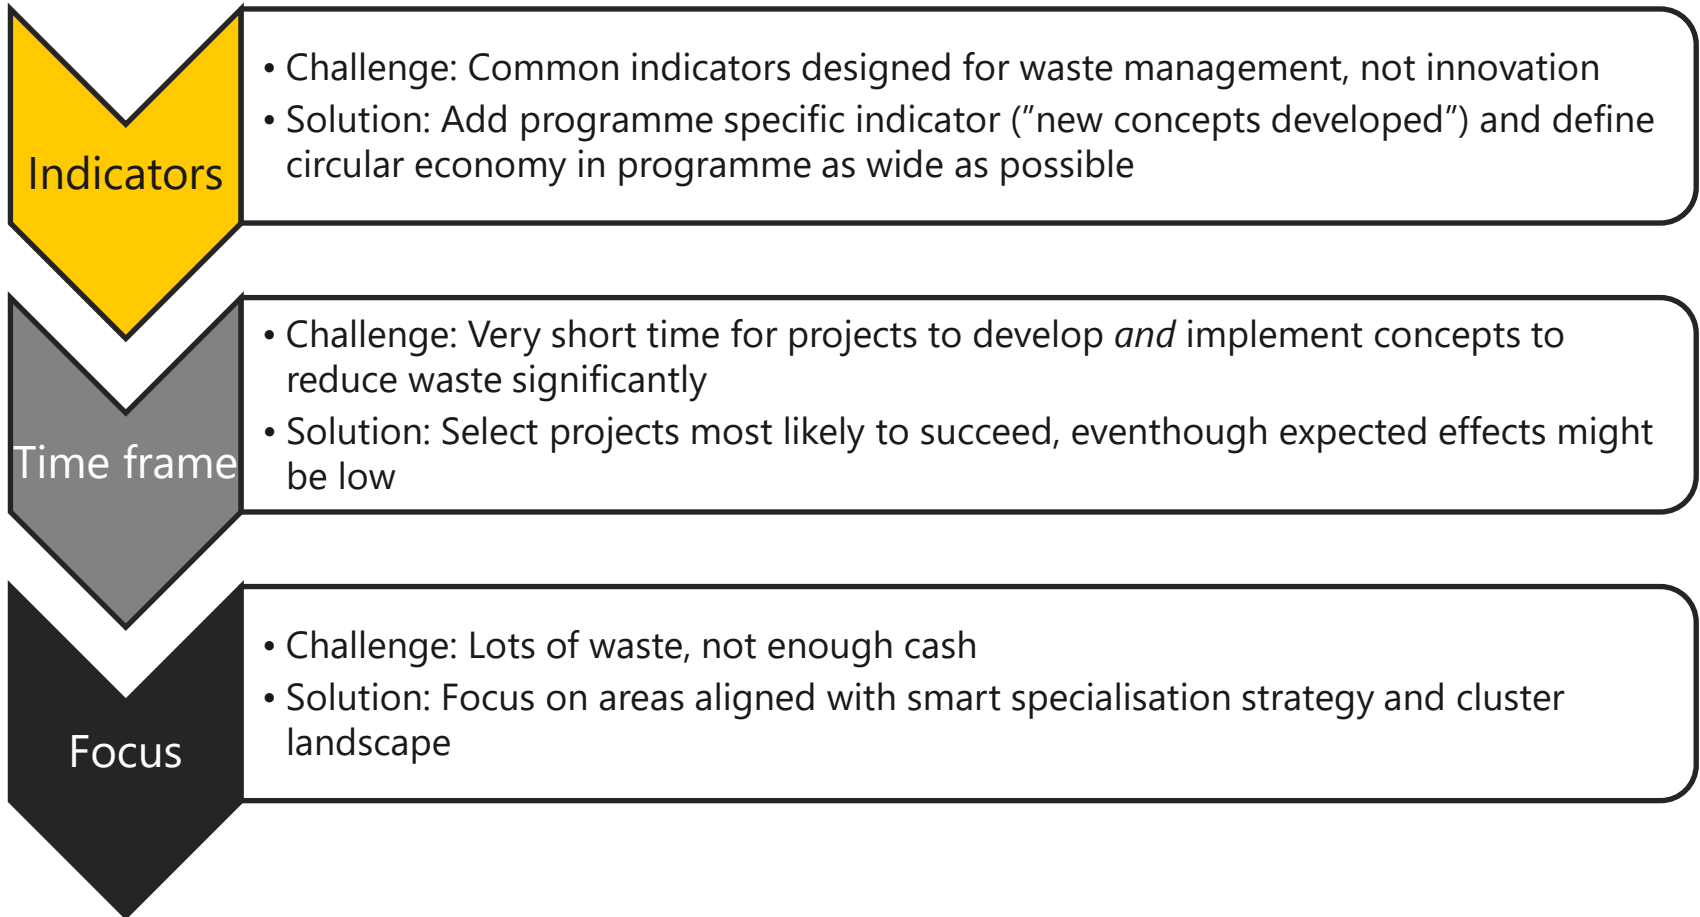 Indicators
• Challenge: Common indicators designed for waste management, not innovation
• Solution: Add programme specific indicator (”new concepts developed”) and define
circular economy in programme as wide as possible
Time frame
• Challenge: Very short time for projects to develop and implement concepts to
reduce waste significantly
• Solution: Select projects most likely to succeed, eventhough expected effects might
be low
Focus
• Challenge: Lots of waste, not enough cash
• Solution: Focus on areas aligned with smart specialisation strategy and cluster
landscape